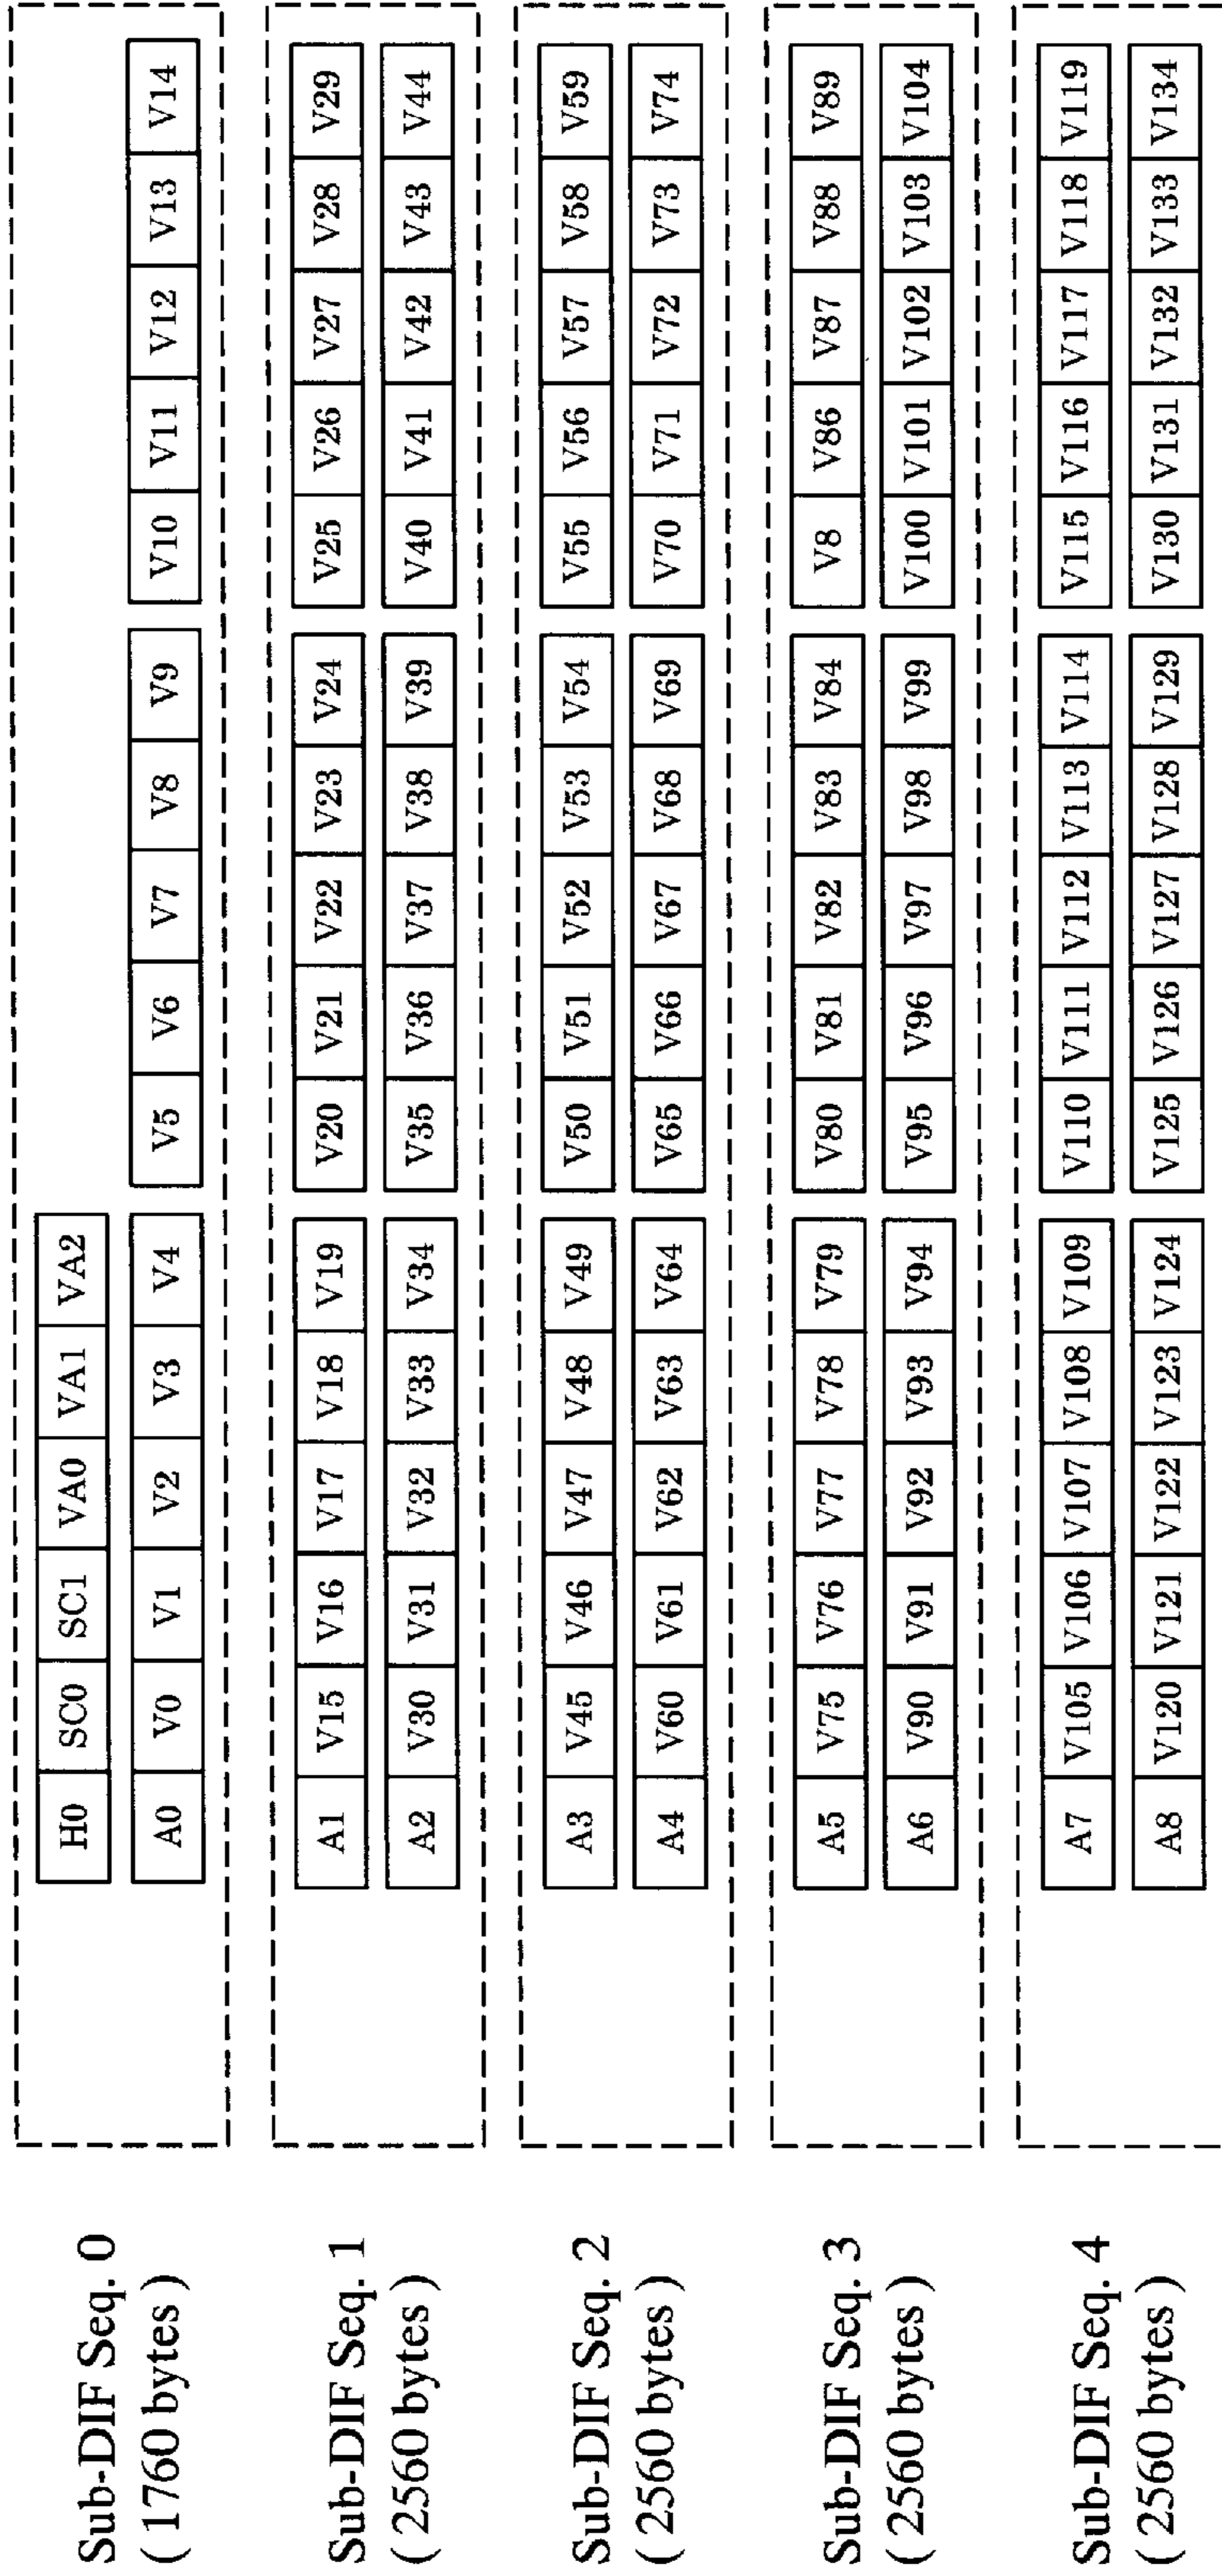 Sub-DIF Seq. 0
( 1760 bytes )
H0 SC0 SC1 VA0 VA1 VA2
A0 V0 V1 V2 V3 V4 V5 V6 V7 V8 V9 V10 V11 V12 V13 V14
Sub-DIF Seq. 1
( 2560 bytes )
A1 V15 V16 V17 V18 V19 V20 V21 V22 V23 V24 V25 V26 V27 V28 V29
A2 V30 V31 V32 V33 V34 V35 V36 V37 V38 V39 V40 V41 V42 V43 V44
Sub-DIF Seq. 2
( 2560 bytes )
A3 V45 V46 V47 V48 V49 V50 V51 V52 V53 V54 V55 V56 V57 V58 V59
A4 V60 V61 V62 V63 V64 V65 V66 V67 V68 V69 V70 V71 V72 V73 V74
Sub-DIF Seq. 3
( 2560 bytes )
A5 V75 V76 V77 V78 V79 V80 V81 V82 V83 V84 V8 V86 V87 V88 V89
A6 V90 V91 V92 V93 V94 V95 V96 V97 V98 V99 V100 V101 V102 V103 V104
Sub-DIF Seq. 4
( 2560 bytes )
A7 V105 V106 V107 V108 V109 V110 V111 V112 V113 V114 V115 V116 V117 V118 V119
A8 V120 V121 V122 V123 V124 V125 V126 V127 V128 V129 V130 V131 V132 V133 V134